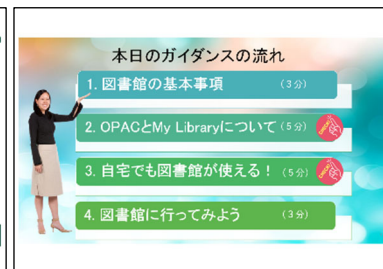 本日のガイダンスの流れ
1. 図書館の基本事項 (3分)
2. OPACとMy Libraryについて (5分)
3. 自宅でも図書館が使える! (5分)
4. 図書館に行ってみよう (3分)